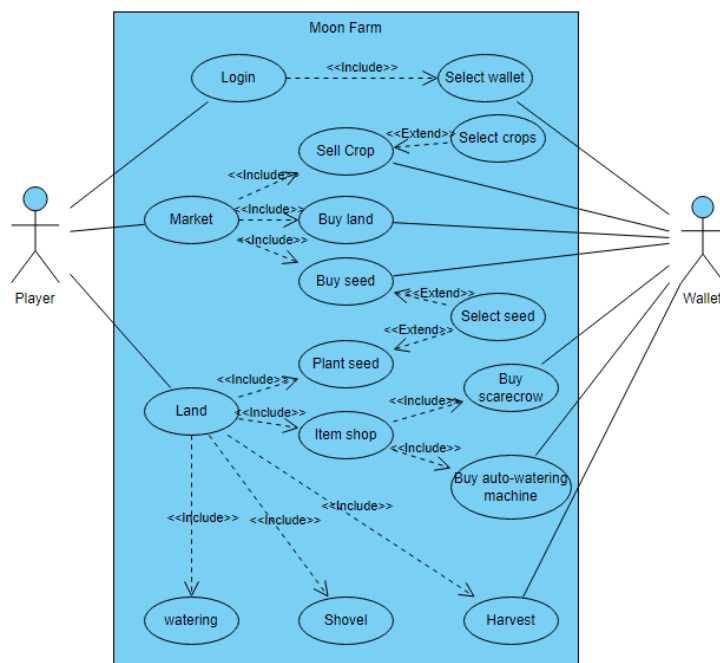 Moon Farm
Login
<<Include>>
Select wallet
Sell Crop
<<Extend>>
Select crops
<<Include>>
Market
<<Include>>
Buy land
<<Include>>
Buy seed
Player
Wallet
<<Extend>>
Select seed
<<Extend>>
Plant seed
<<Include>>
Buy
scarecrow
Land
<<Include>>
Item shop
<<Include>>
<<Include>>
Buy auto-watering
machine
<<Include>>
<<Include>>
<<Include>>
watering
Shovel
Harvest